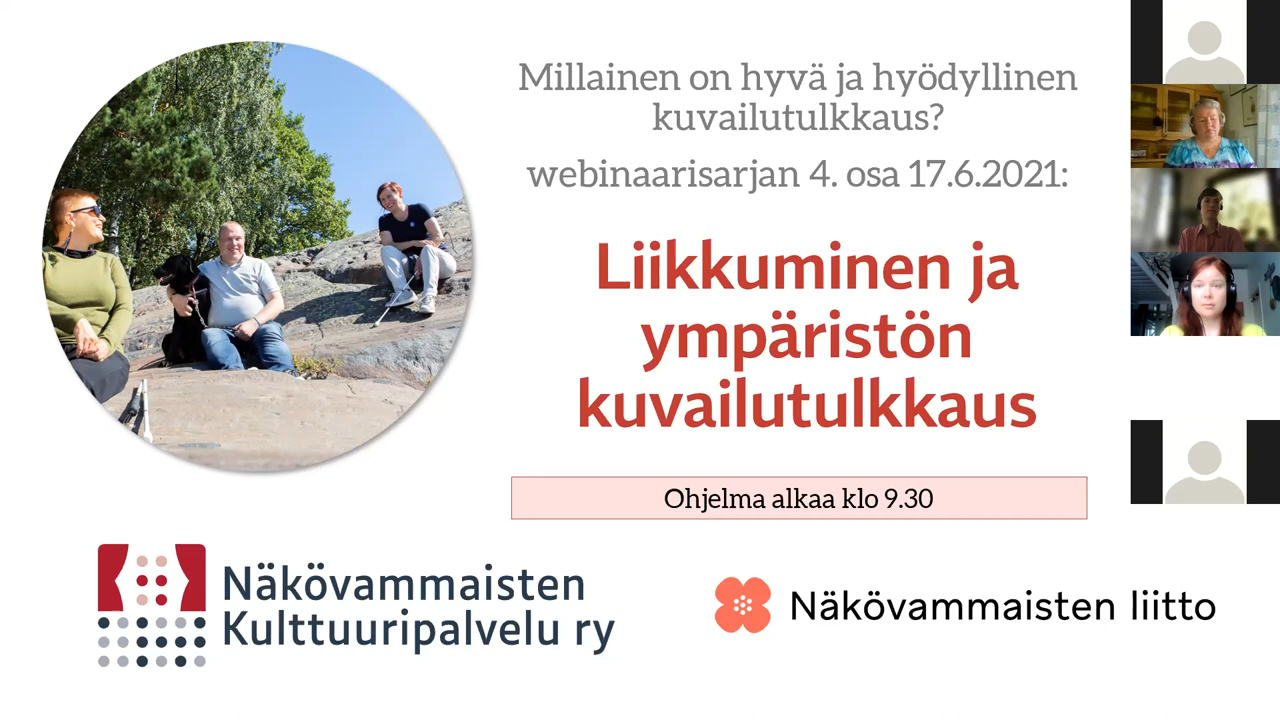 Millainen on hyvä ja hyödyllinen
kuvailutulkkaus?
webinaarisarjan 4. osa 17.6.2021:
Liikkuminen ja
ympäristön
kuvailutulkkaus
Ohjelma alkaa klo 9.30
Näkövammaisten
Kulttuuripalvelu ry
Näkövammaisten liitto